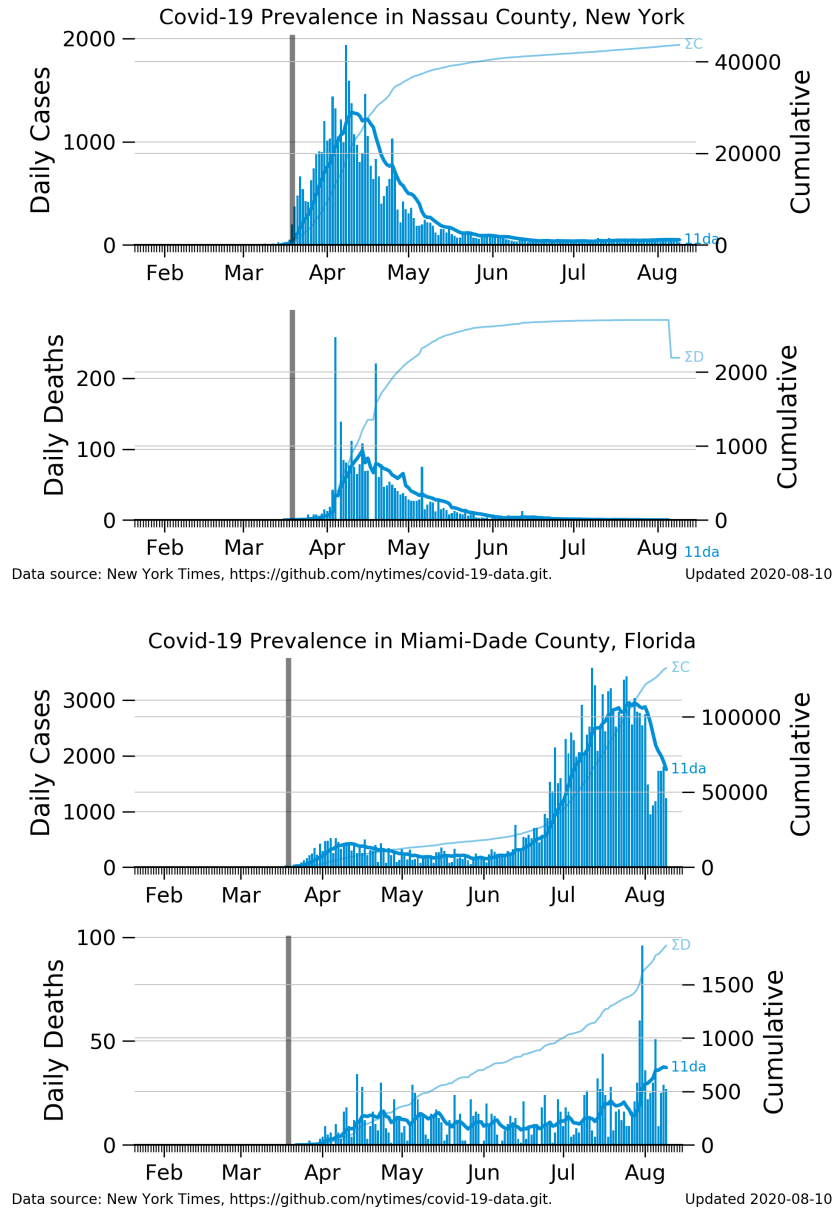 Covid-19 Prevalence in Nassau County, New York
2000
1000
0
Daily Cases
ΣC
40000
20000
0
Cumulative
11da
Feb Mar Apr May Jun Jul Aug
200
100
0
Daily Deaths
ΣD
2000
1000
0
Cumulative
Feb Mar Apr May Jun Jul Aug
11da
Data source: New York Times, https://github.com/nytimes/covid-19-data.git. Updated 2020-08-10
Covid-19 Prevalence in Miami-Dade County, Florida
3000
2000
1000
0
Daily Cases
ΣC
100000
50000
0
Cumulative
11da
Feb Mar Apr May Jun Jul Aug
100
50
0
Daily Deaths
ΣD
1500
1000
500
0
Cumulative
11da
Feb Mar Apr May Jun Jul Aug
Data source: New York Times, https://github.com/nytimes/covid-19-data.git. Updated 2020-08-10